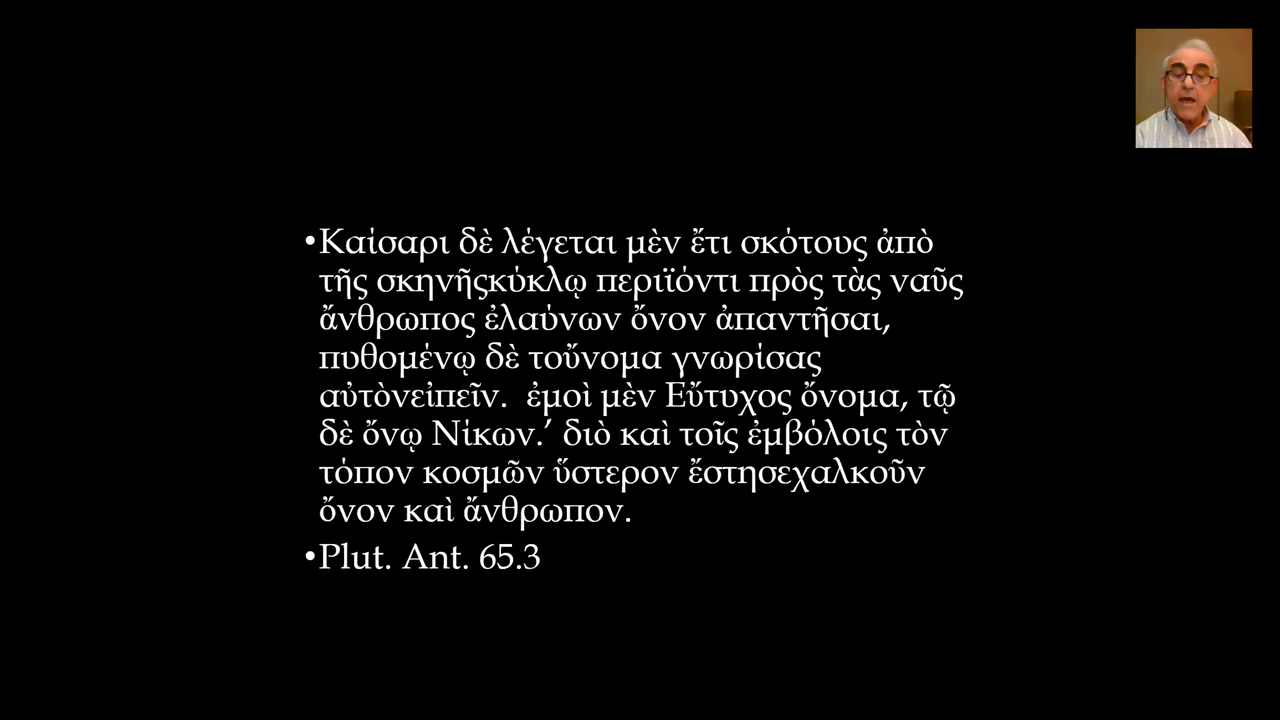 •Καίσαρι δὲ λέγεται μὲν ἔτι σκότους ἀπὸ
τῆς σκηνῆςκύκλῳ περιϊόντι πρὸς τὰς ναῦς
ἄνθρωπος ἐλαύνων ὄνον ἀπαντῆσαι,
πυθομένῳ δὲ τοὔνομα γνωρίσας
αὐτὸνεἰπεῖν.  ἐμοὶ μὲν Εὔτυχος ὄνομα, τῷ
δὲ ὄνῳ Νίκων.’ διὸ καὶ τοῖς ἐμβόλοις τὸν
τόπον κοσμῶν ὕστερον ἔστησεχαλκοῦν
ὄνον καὶ ἄνθρωπον.
•Plut. Ant. 65.3